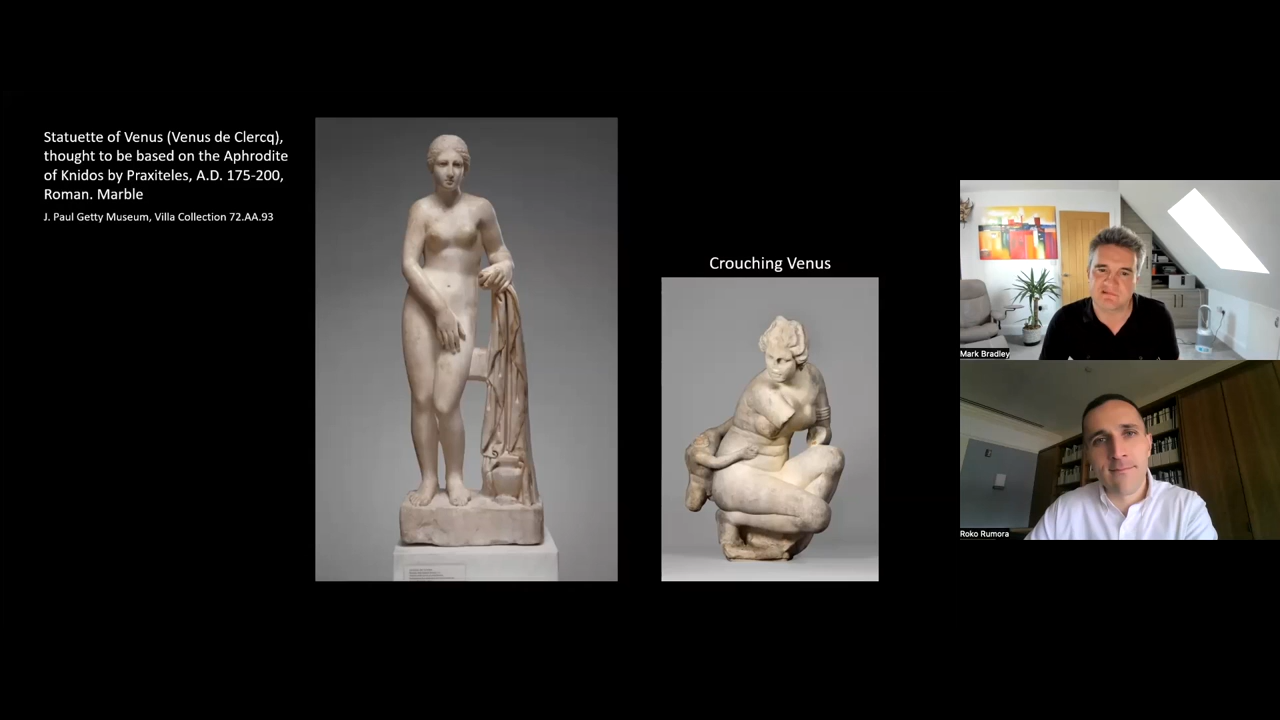 Statuette of Venus (Venus de Clercq),
thought to be based on the Aphrodite
of Knidos by Praxiteles, A.D. 175-200,
Roman. Marble
J. Paul Getty Museum, Villa Collection 72.AA.93
Crouching Venus
Mark Bradley
Roko Rumora